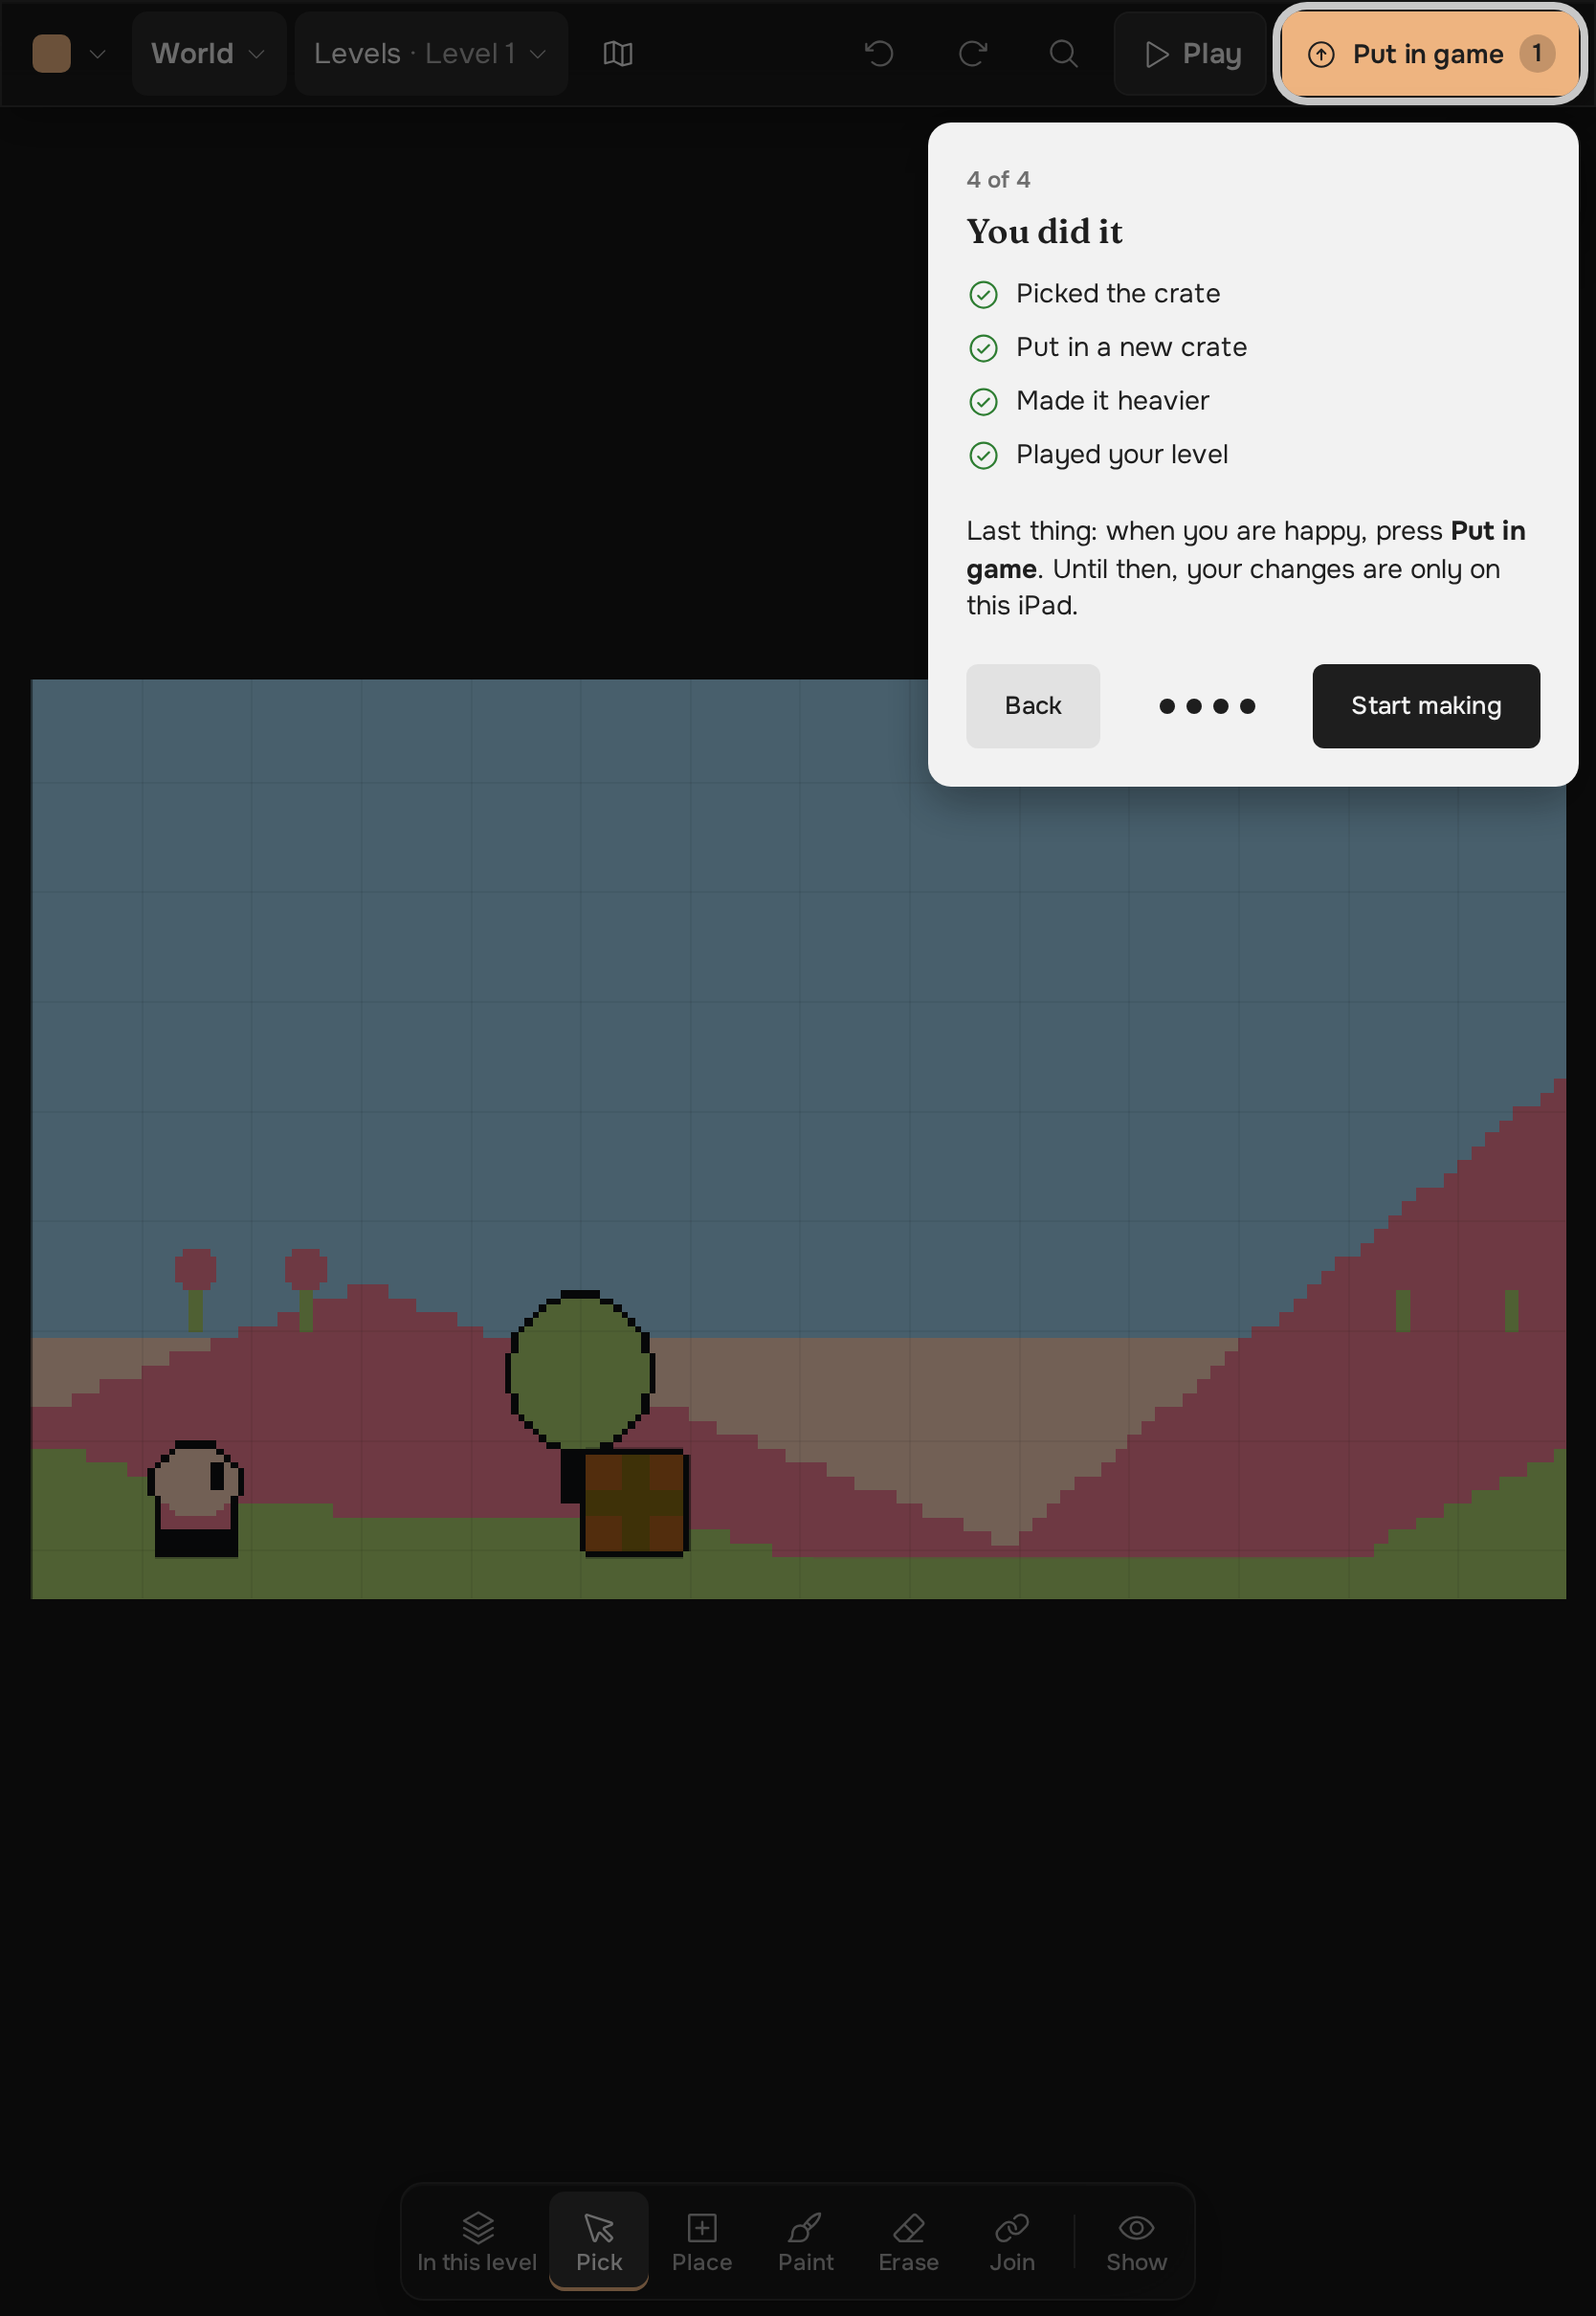 World
Levels · Level 1
Play
Put in game 1
4 of 4
You did it
Picked the crate
Put in a new crate
Made it heavier
Played your level
Last thing: when you are happy, press Put in
game. Until then, your changes are only on
this iPad.
Back
Start making
In this level
Pick
Place
Paint
Erase
Join
Show